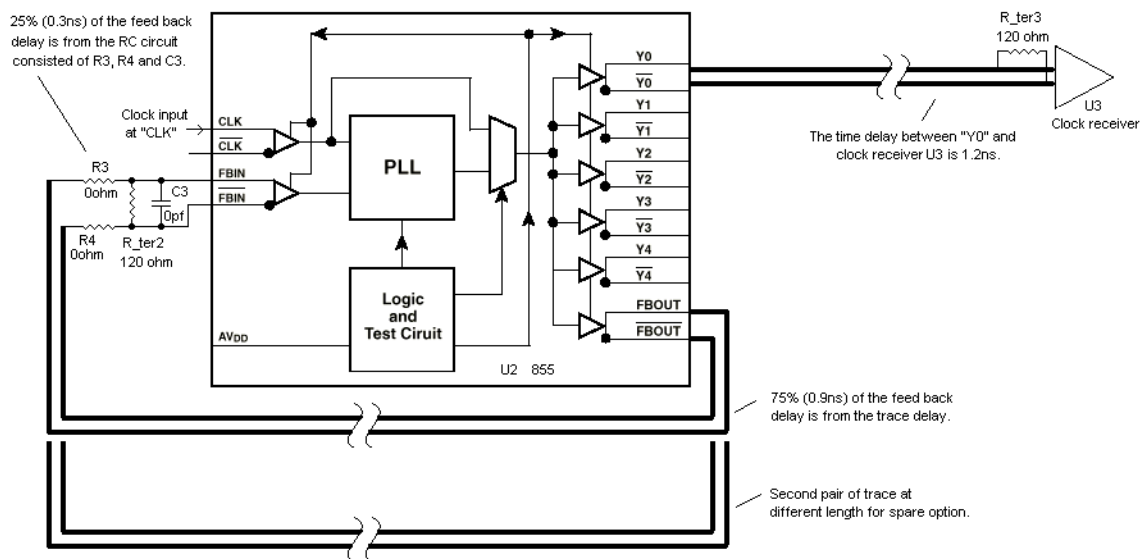 25% (0.3ns) of the feed back
delay is from the RC circuit
consisted of R3, R4 and C3.
R_ter3
120 ohm
U3
Clock receiver
The time delay between "Y0" and
clock receiver U3 is 1.2ns.
Clock input
at "CLK"
CLK
CLK
FBIN
FBIN
R3
0ohm
C3
0pf
R4
0ohm
R_ter2
120 ohm
PLL
Logic
and
Test Ciruit
AVDD
U2 855
Y0
Y0
Y1
Y1
Y2
Y2
Y3
Y3
Y4
Y4
FBOUT
FBOUT
75% (0.9ns) of the feed back
delay is from the trace delay.
Second pair of trace at
different length for spare option.